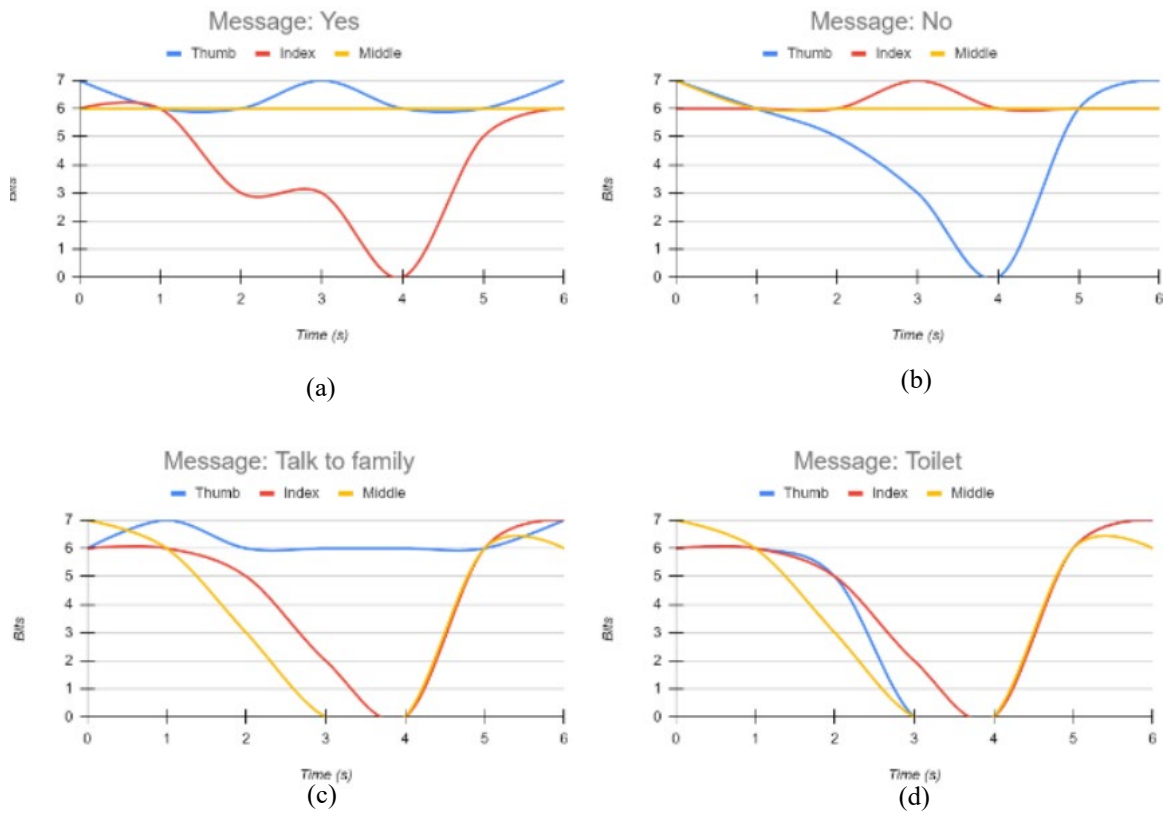 Message: Yes
Thumb Index Middle
7
6
5
4
3
2
1
0
Bits
0 1 2 3 4 5 6
Time (s)
(a)
Message: No
Thumb Index Middle
7
6
5
4
3
2
1
0
Bits
0 1 2 3 4 5 6
Time (s)
(b)
Message: Talk to family
Thumb Index Middle
7
6
5
4
3
2
1
0
Bits
0 1 2 3 4 5 6
Time (s)
(c)
Message: Toilet
Thumb Index Middle
7
6
5
4
3
2
1
0
Bits
0 1 2 3 4 5 6
Time (s)
(d)